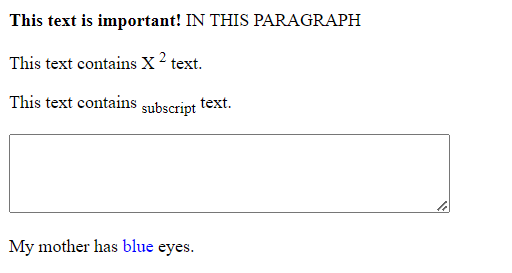 This text is important! IN THIS PARAGRAPH
This text contains X 2 text.
This text contains subscript text.
My mother has blue eyes.